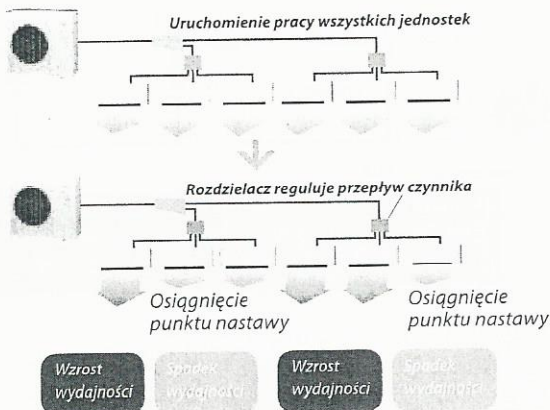 Uruchomienie pracy wszystkich jednostek
Rozdzielacz reguluje przepływ czynnika
Osiągnięcie
punktu nastawy
Osiągnięcie
punktu nastawy
Wzrost
wydajności
Spadek
wydajności
Wzrost
wydajności
Spadek
wydajności